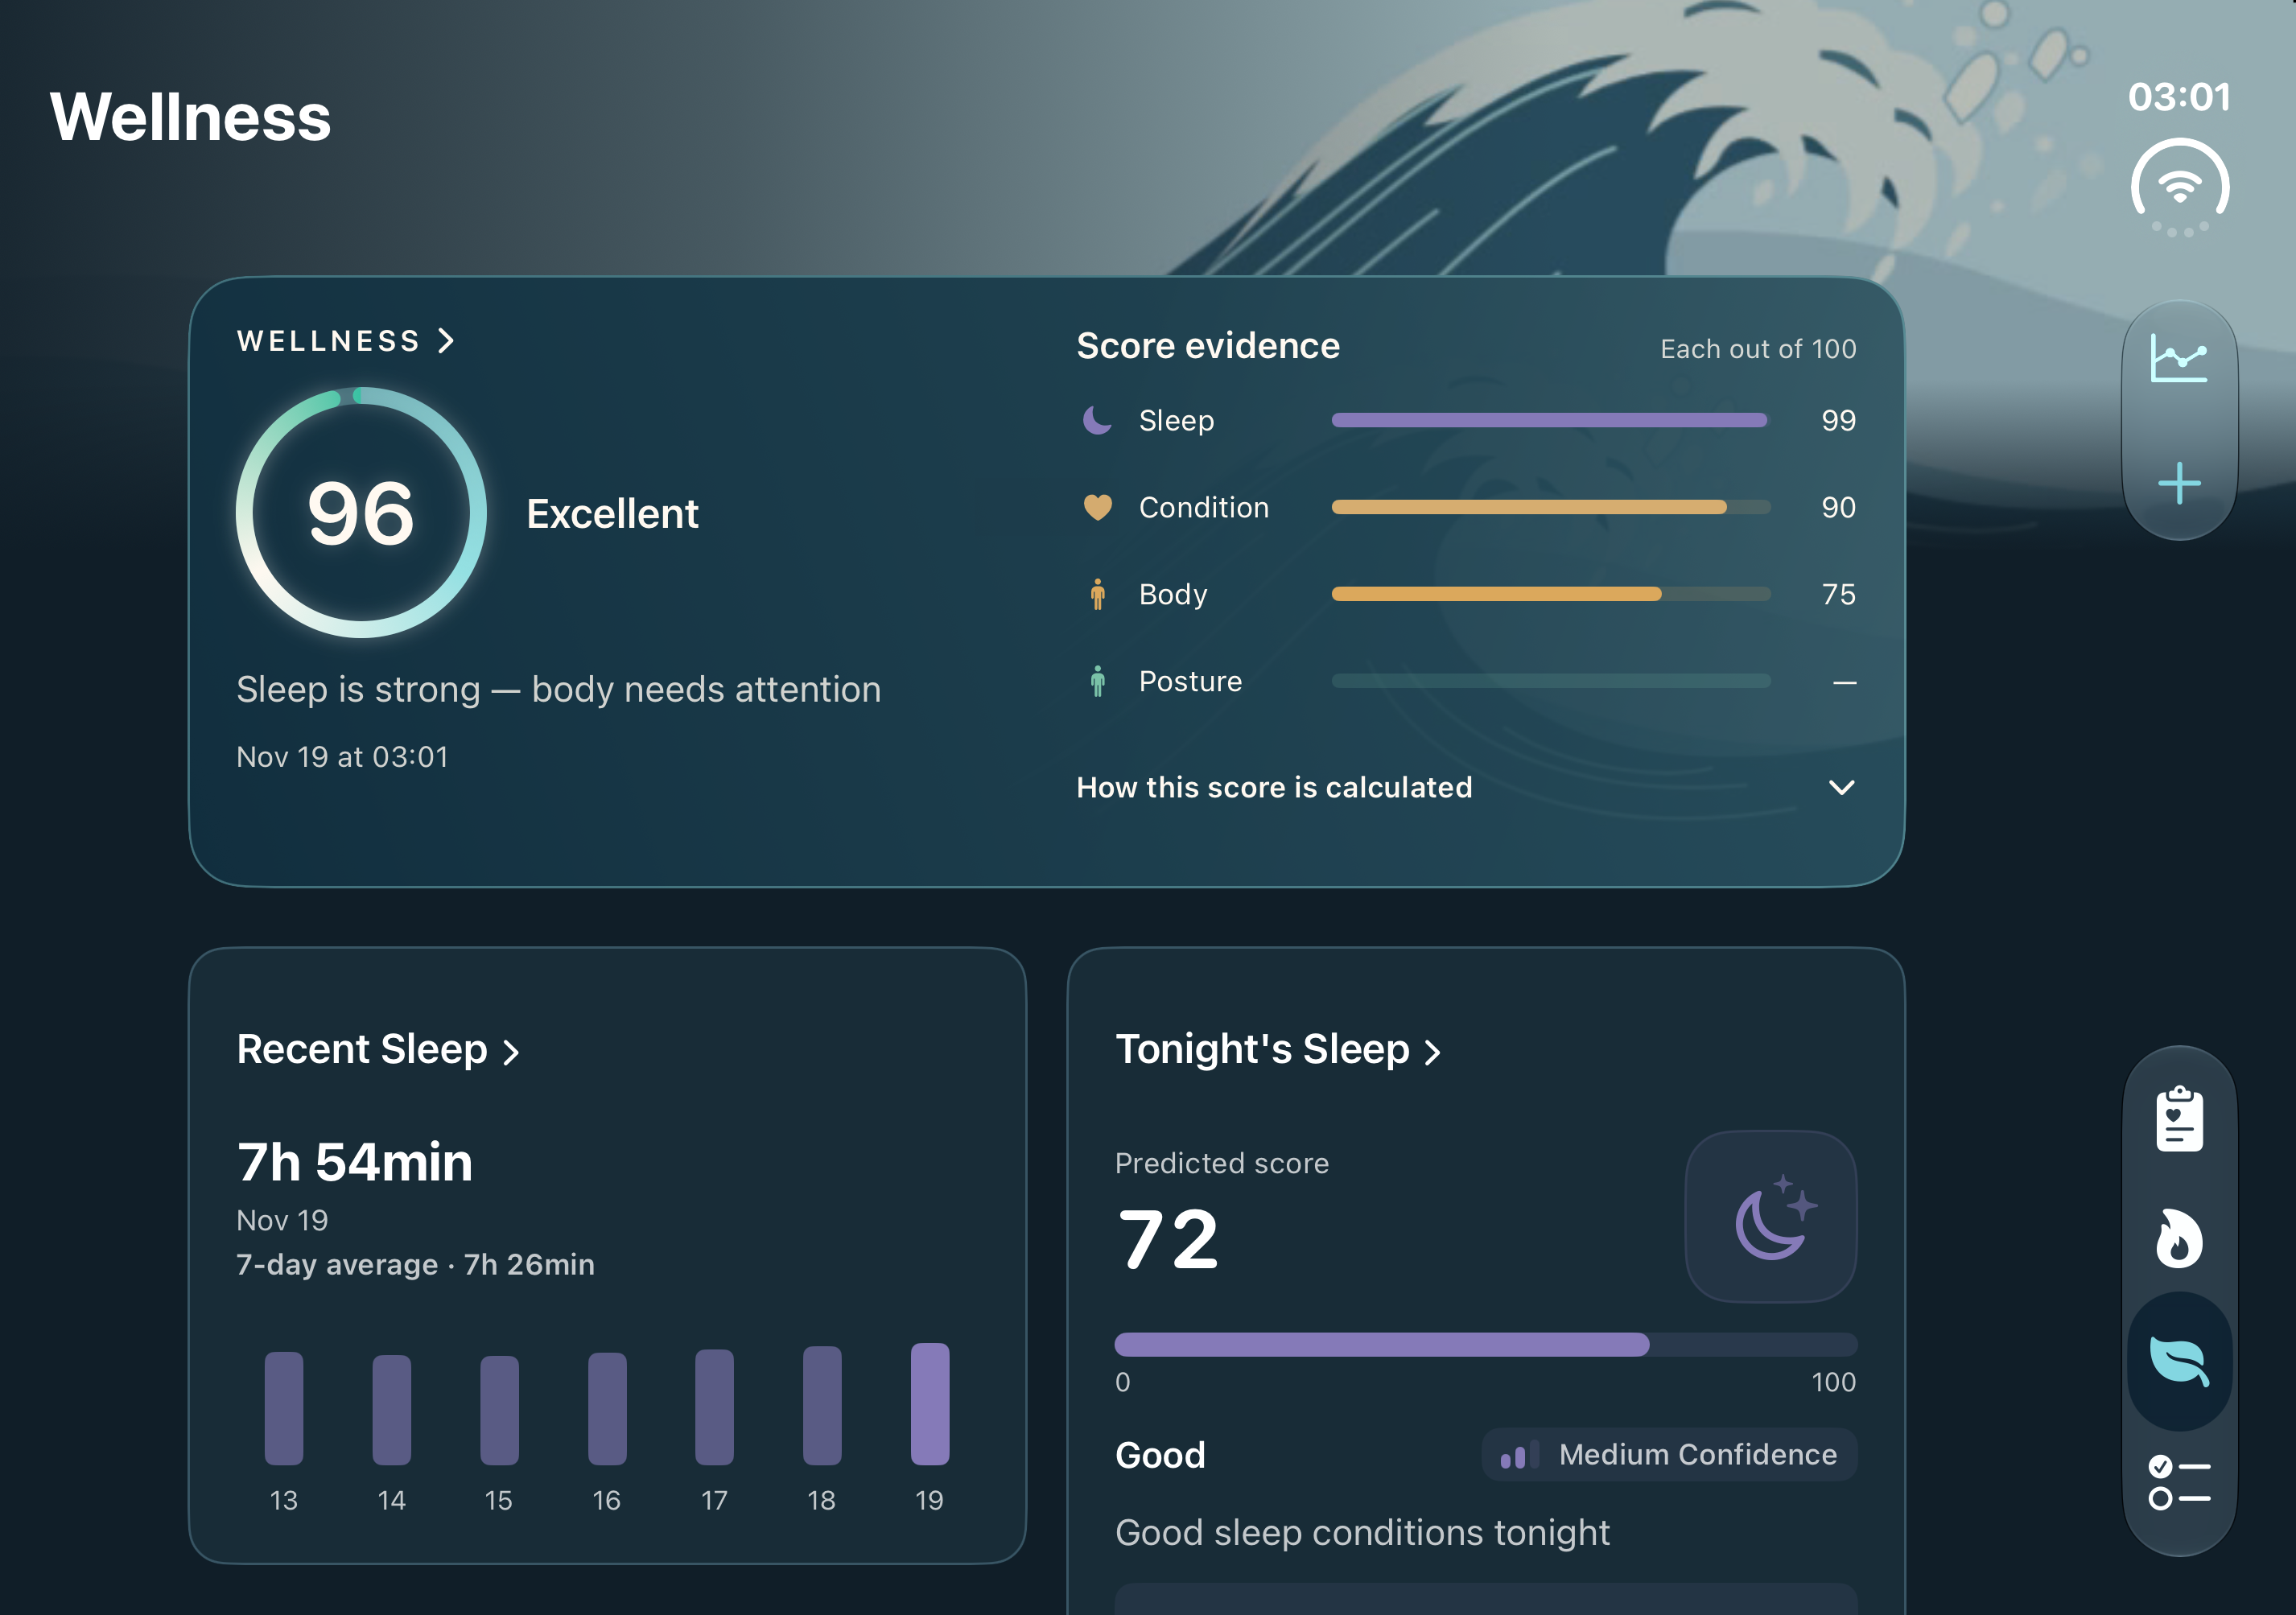 Wellness
03:01
WELLNESS
96
Excellent
Sleep is strong — body needs attention
Nov 19 at 03:01
Score evidence
Each out of 100
Sleep
99
Condition
90
Body
75
Posture
—
How this score is calculated
Recent Sleep
7h 54min
Nov 19
7-day average · 7h 26min
13 14 15 16 17 18 19
Tonight's Sleep
Predicted score
72
0
100
Good
Medium Confidence
Good sleep conditions tonight